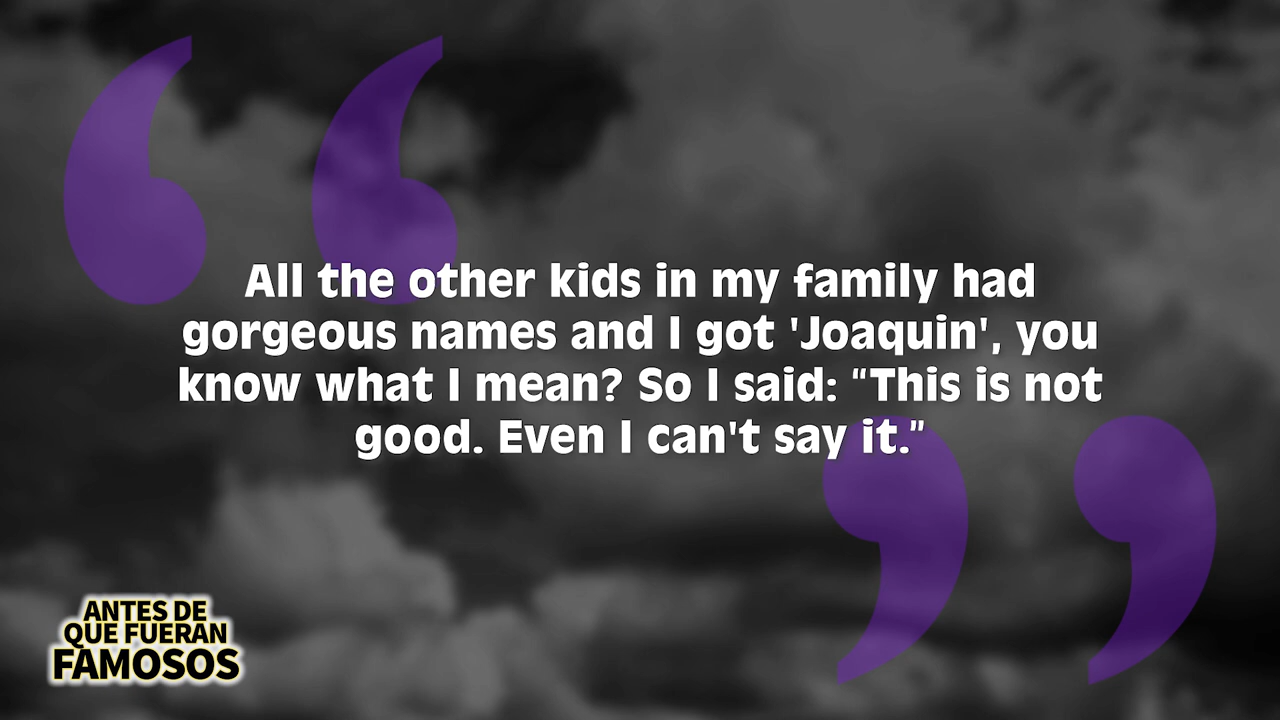 All the other kids in my family had
gorgeous names and I got 'Joaquin', you
know what I mean? So I said: “This is not
good. Even I can't say it.”
ANTES DE
QUE FUERAN
FAMOSOS